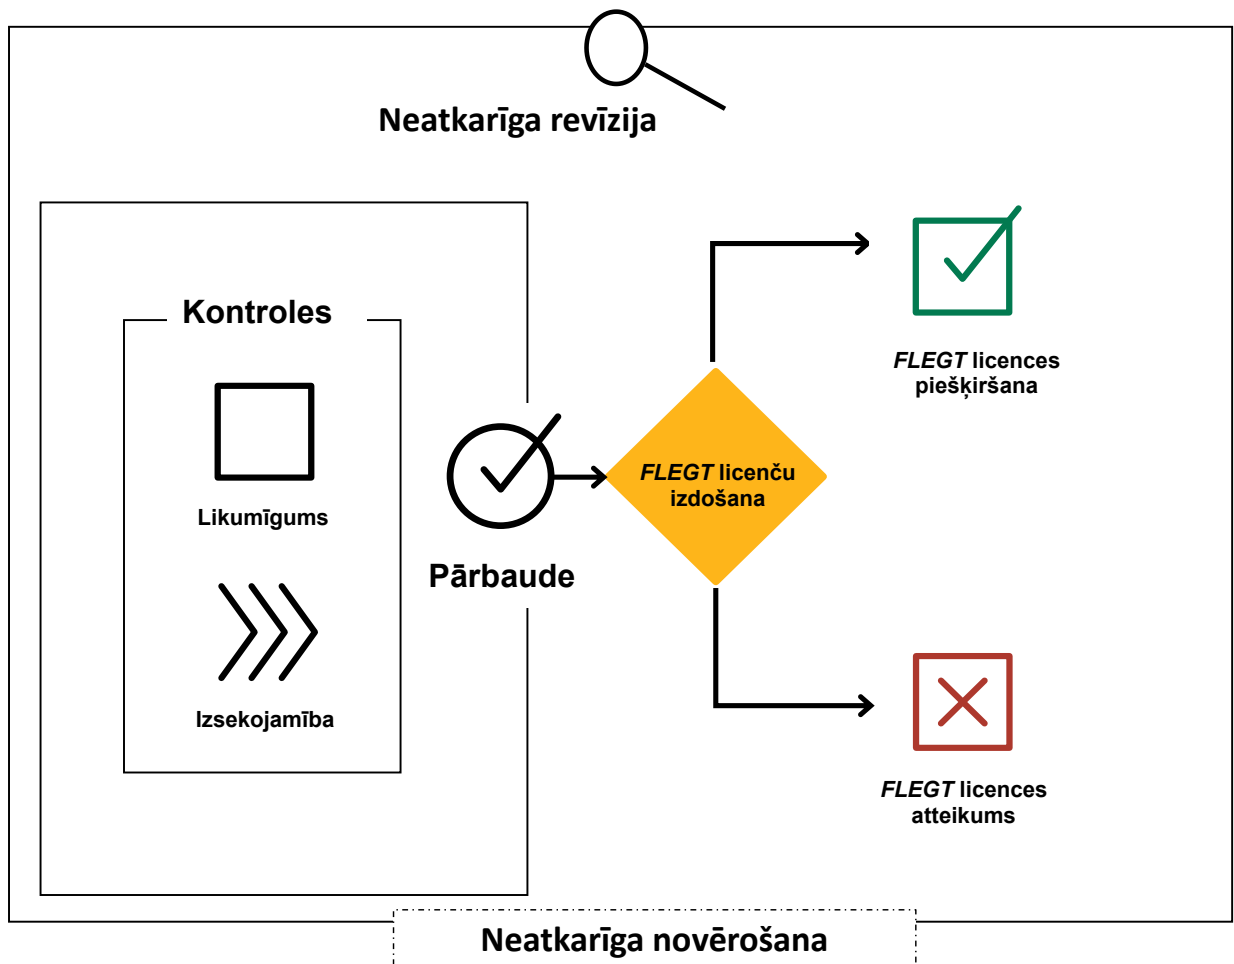 Neatkarīga revīzija
Kontroles
Likumīgums
Izsekojamība
Pārbaude
FLEGT licenču
izdošana
FLEGT licences
piešķiršana
FLEGT licences
atteikums
Neatkarīga novērošana